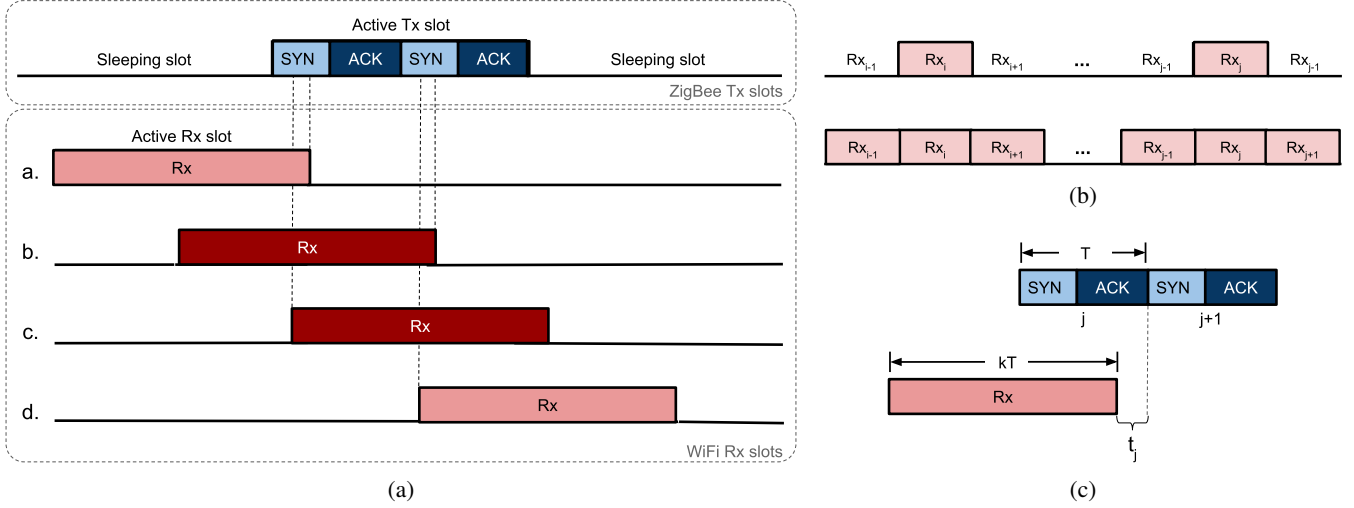 Active Tx slot
Sleeping slot
SYN ACK SYN ACK
Sleeping slot
ZigBee Tx slots
Active Rx slot
a. Rx
b. Rx
c. Rx
d. Rx
WiFi Rx slots
(a)
Rxi-1 Rxi Rxi+1 ... Rxj-1 Rxj Rxj-1
Rxi-1 Rxi Rxi+1 ... Rxj-1 Rxj Rxj+1
(b)
T
SYN ACK SYN ACK
j j+1
kT
Rx
tj
(c)